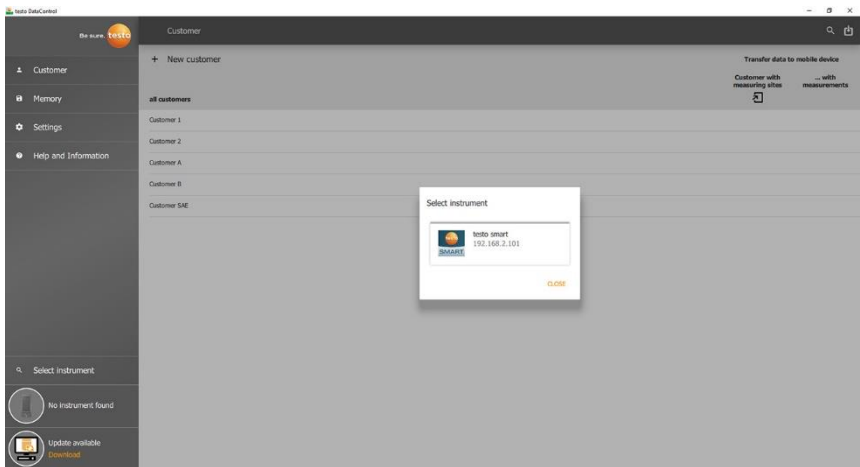 testo DataControl
Be sure. testo
Customer
Memory
Settings
Help and Information
Select instrument
No Instrument found
Update available
Download
Customer
+ New customer
Transfer data to mobile device
Customer with measuring sites
... with measurements
all customers
Customer 1
Customer 2
Customer A
Customer B
Customer SAE
Select instrument
testo smart
192.168.2.101
SMART
CLOSE